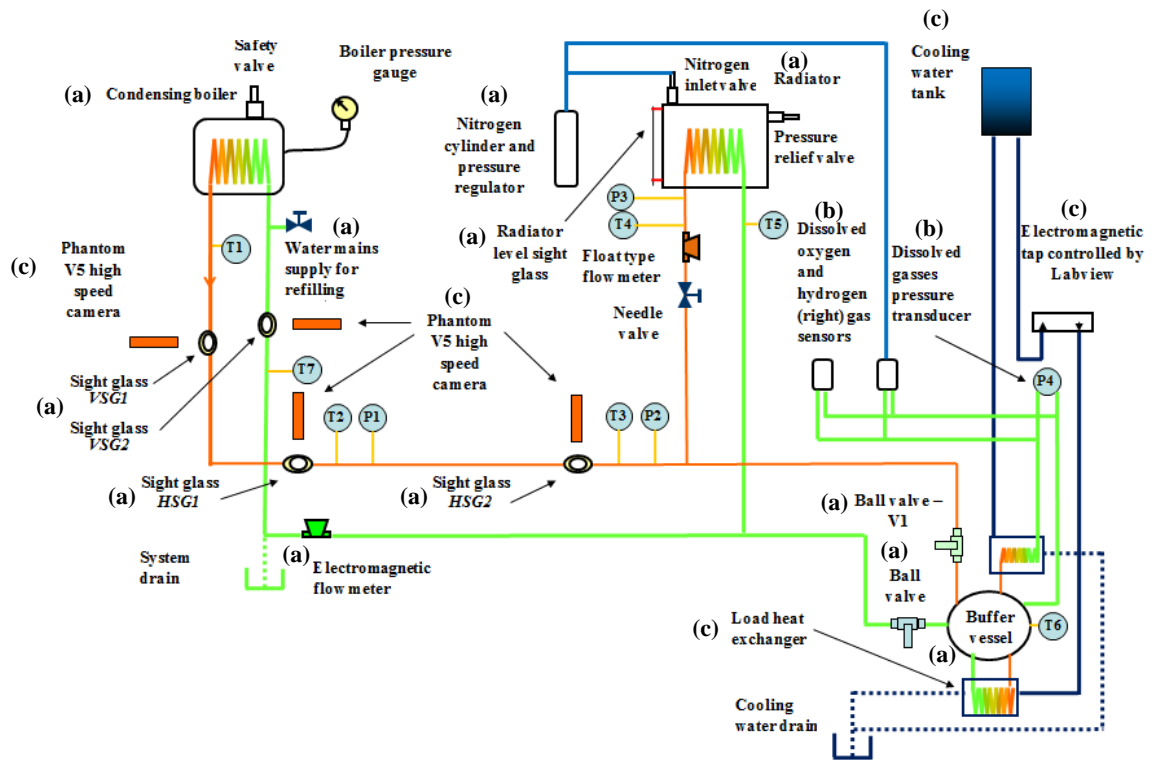 (c)
Safety
valve
Boiler pressure
gauge
(a)
Condensing boiler
(a)
Nitrogen
inlet valve
Radiator
Cooling
water
tank
(a)
Nitrogen
cylinder and
pressure
regulator
Pressure
relief valve
P3
T4
T5
T1
(a)
Water mains
supply for
refilling
(a)
Radiator
level sight
glass
Float type
flow meter
(b)
Dissolved
oxygen
and
hydrogen
(right) gas
sensors
(b)
Dissolved
gasses
pressure
transducer
(c)
Electromagnetic
tap controlled by
Labview
(c)
Phantom
V5 high
speed
camera
(c)
Phantom
V5 high
speed
camera
Needle
valve
Sight glass
VSG1
(a)
Sight glass
VSG2
T7
T2
P1
T3
P2
P4
(a)
Sight glass
HSG1
(a)
Sight glass
HSG2
(a)
Ball valve –
V1
System
drain
(a)
Electromagnetic
flow meter
(a)
Ball
valve
(c)
Load heat
exchanger
Buffer
vessel
T6
(a)
Cooling
water drain